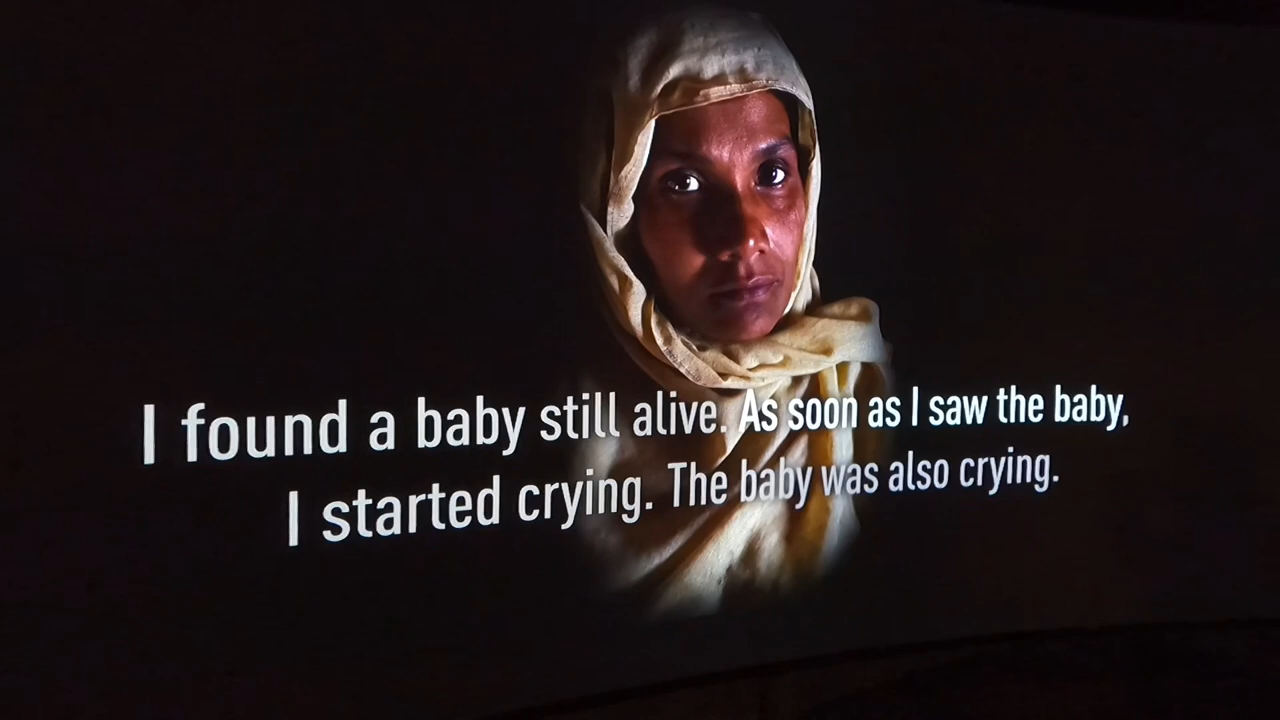 I found a baby still alive. As soon as I saw the baby,
I started crying. The baby was also crying.